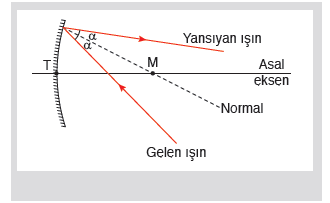 α
Yansıyan ışın
α
T
M
Asal
eksen
Normal
Gelen ışın